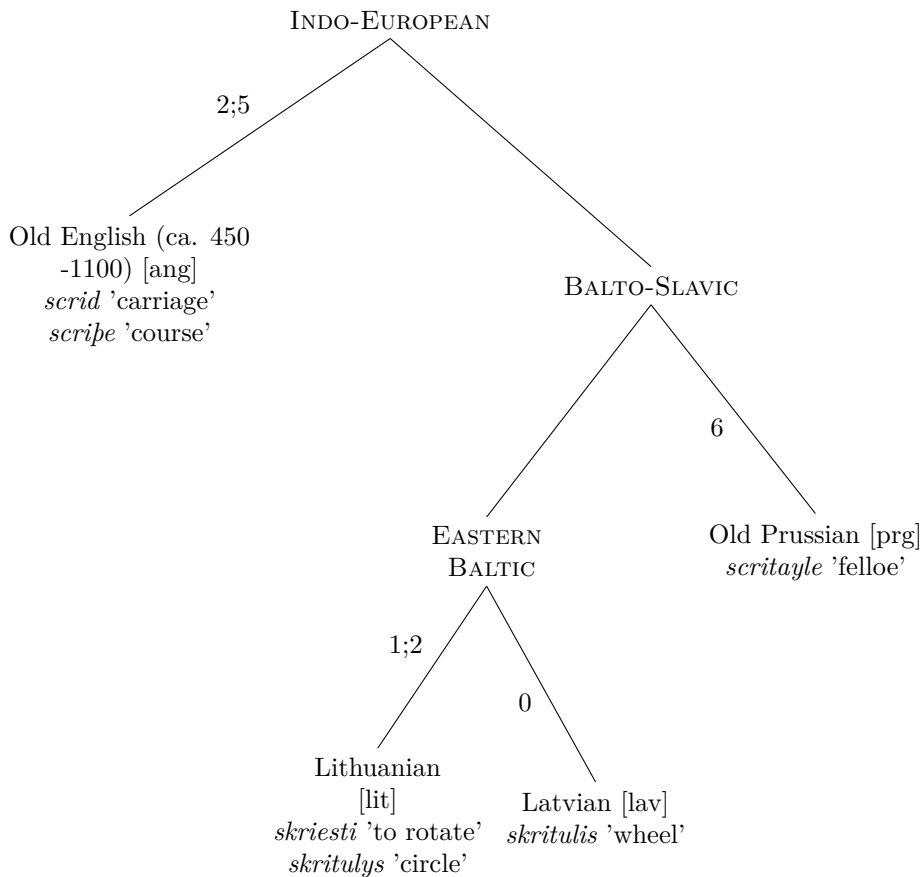 INDO-EUROPEAN
2;5
Old English (ca. 450
-1100) [ang]
scrid 'carriage'
scriþe 'course'
BALTO-SLAVIC
6
EASTERN
BALTIC
Old Prussian [prg]
scritayle 'felloe'
1;2
0
Lithuanian
[lit]
skriesti 'to rotate'
skritulys 'circle'
Latvian [lav]
skritulis 'wheel'